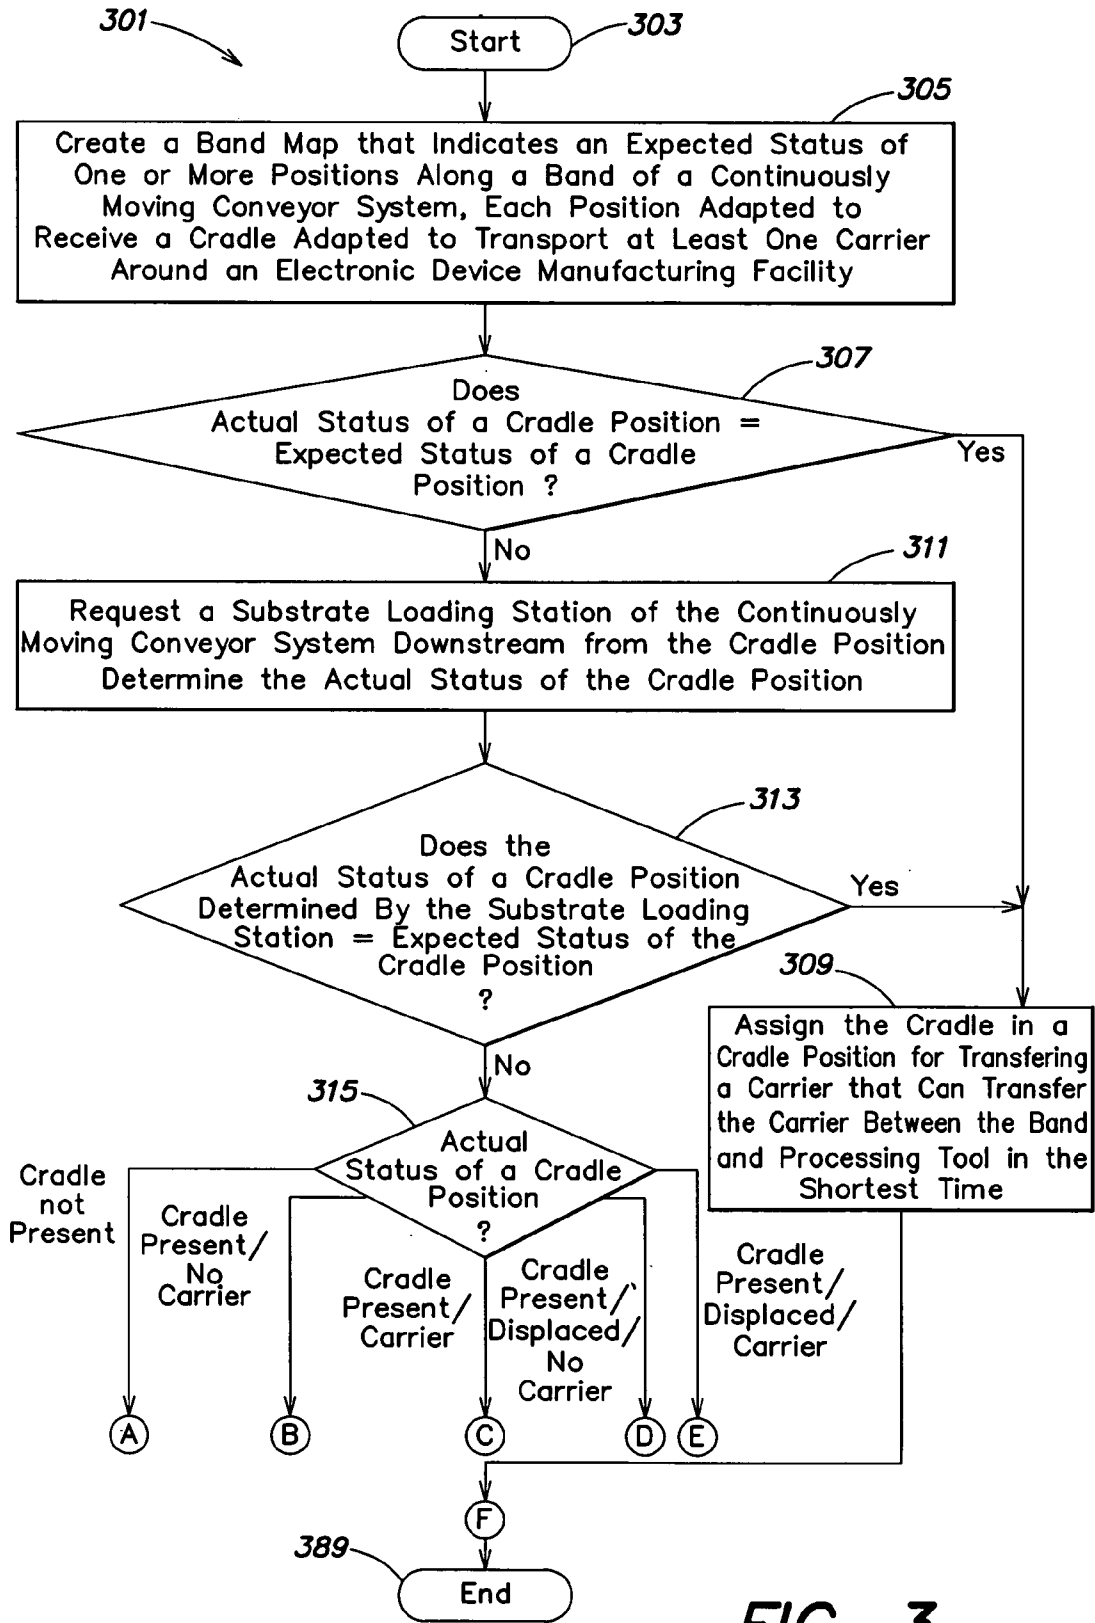 301
Start
303
305
Create a Band Map that Indicates an Expected Status of
One or More Positions Along a Band of a Continuously
Moving Conveyor System, Each Position Adapted to
Receive a Cradle Adapted to Transport at Least One Carrier
Around an Electronic Device Manufacturing Facility
307
Does
Actual Status of a Cradle Position =
Expected Status of a Cradle
Position ?
Yes
No
311
Request a Substrate Loading Station of the Continuously
Moving Conveyor System Downstream from the Cradle Position
Determine the Actual Status of the Cradle Position
313
Does the
Actual Status of a Cradle Position
Determined By the Substrate Loading
Station = Expected Status of the
Cradle Position
?
Yes
No
309
Assign the Cradle in a
Cradle Position for Transfering
a Carrier that Can Transfer
the Carrier Between the Band
and Processing Tool in the
Shortest Time
315
Actual
Status of a Cradle
Position
?
Cradle
not
Present
Cradle
Present/
No
Carrier
Cradle
Present/
Carrier
Cradle
Present/
Displaced/
No
Carrier
Cradle
Present/
Displaced/
Carrier
A
B
C
D
E
F
389
End
FIG. 3